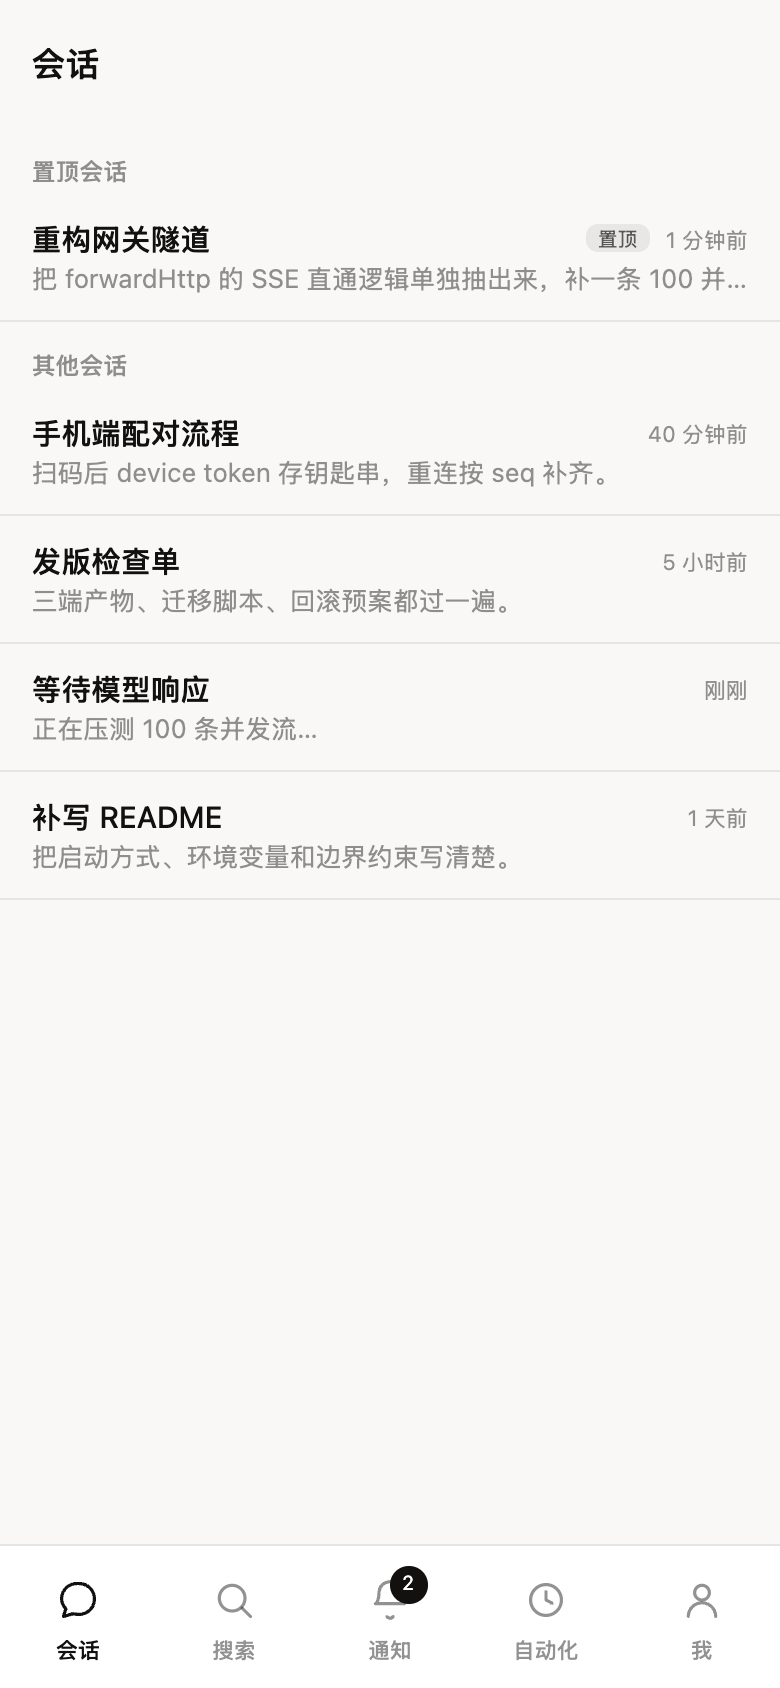 会话
置顶会话
重构网关隧道 置顶 1 分钟前
把 forwardHttp 的 SSE 直通逻辑单独抽出来，补一条 100 并...
其他会话
手机端配对流程 40 分钟前
扫码后 device token 存钥匙串，重连按 seq 补齐。
发版检查单 5 小时前
三端产物、迁移脚本、回滚预案都过一遍。
等待模型响应 刚刚
正在压测 100 条并发流...
补写 README 1 天前
把启动方式、环境变量和边界约束写清楚。
2
会话 搜索 通知 自动化 我